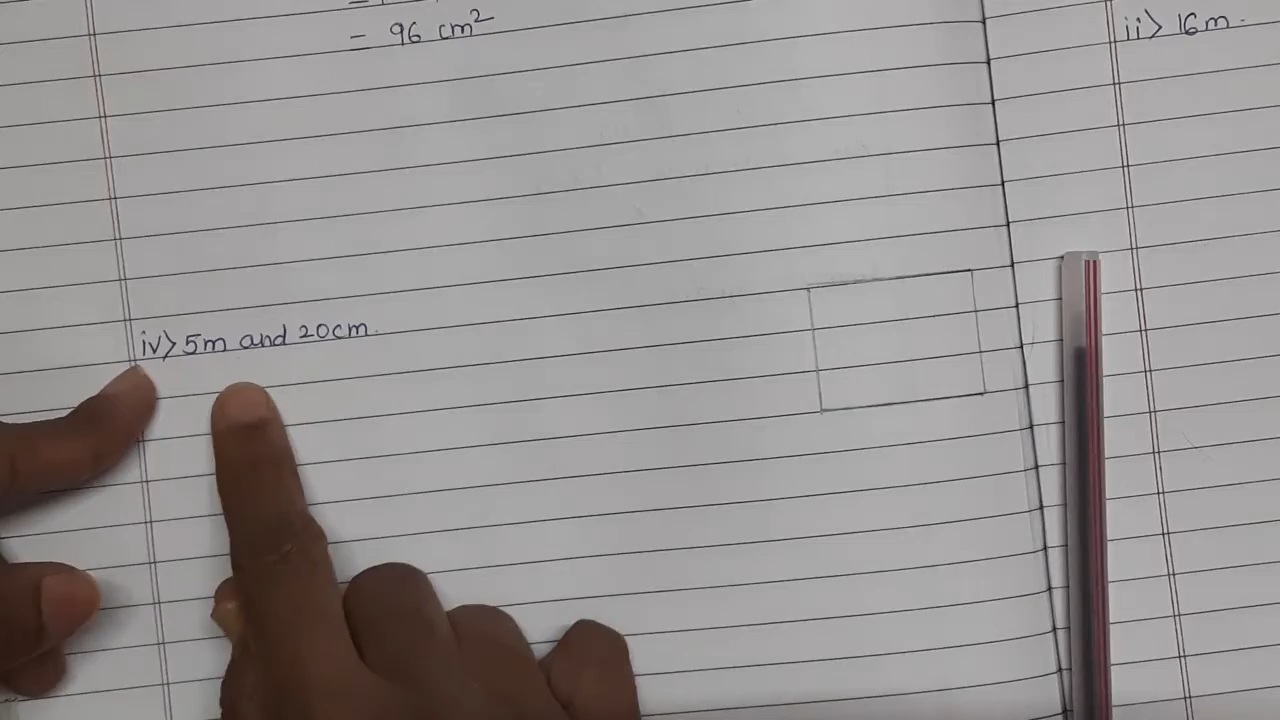 = 96 cm²
iv> 5m and 20cm.
ii> 16m.